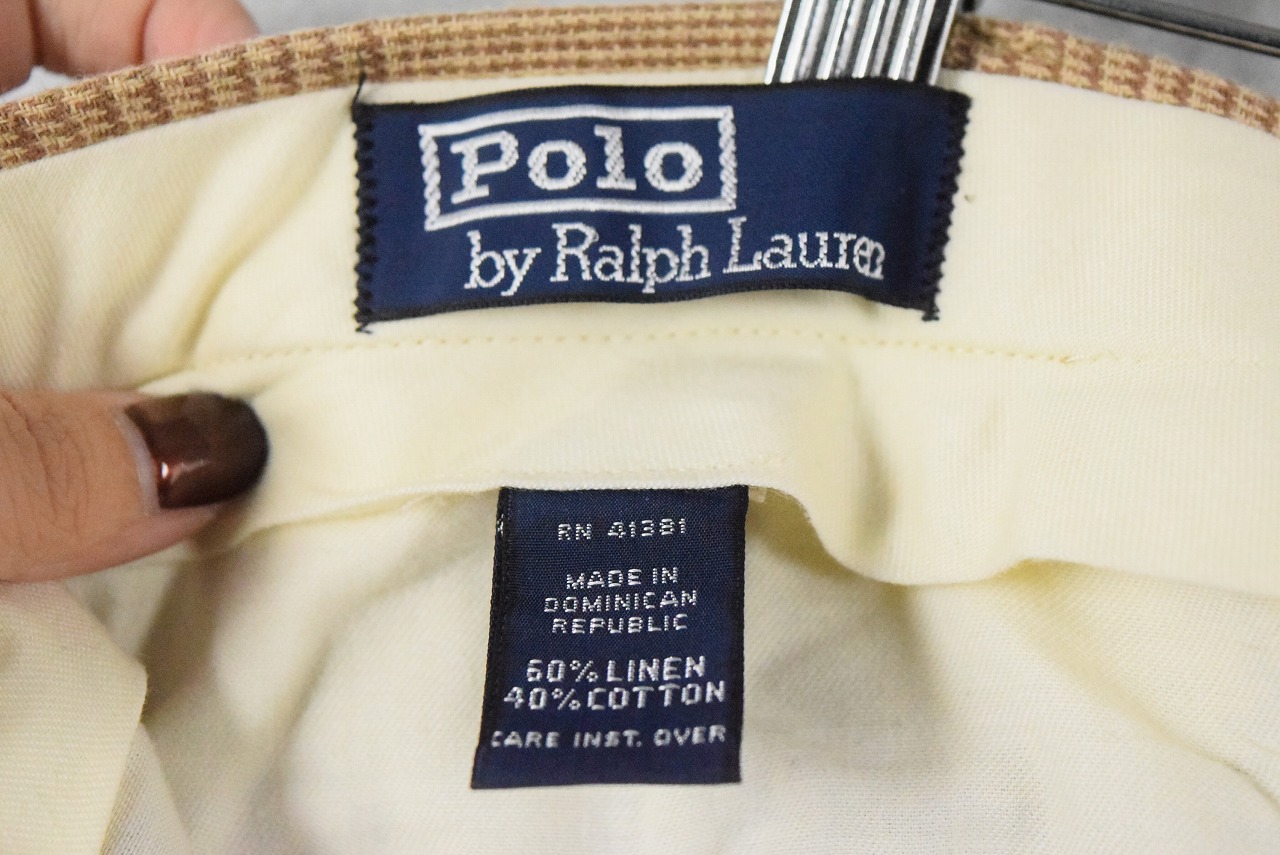 Polo
by Ralph Lauren
RN 41381
MADE IN
DOMINICAN
REPUBLIC
60% LINEN
40% COTTON
CARE INST. OVER